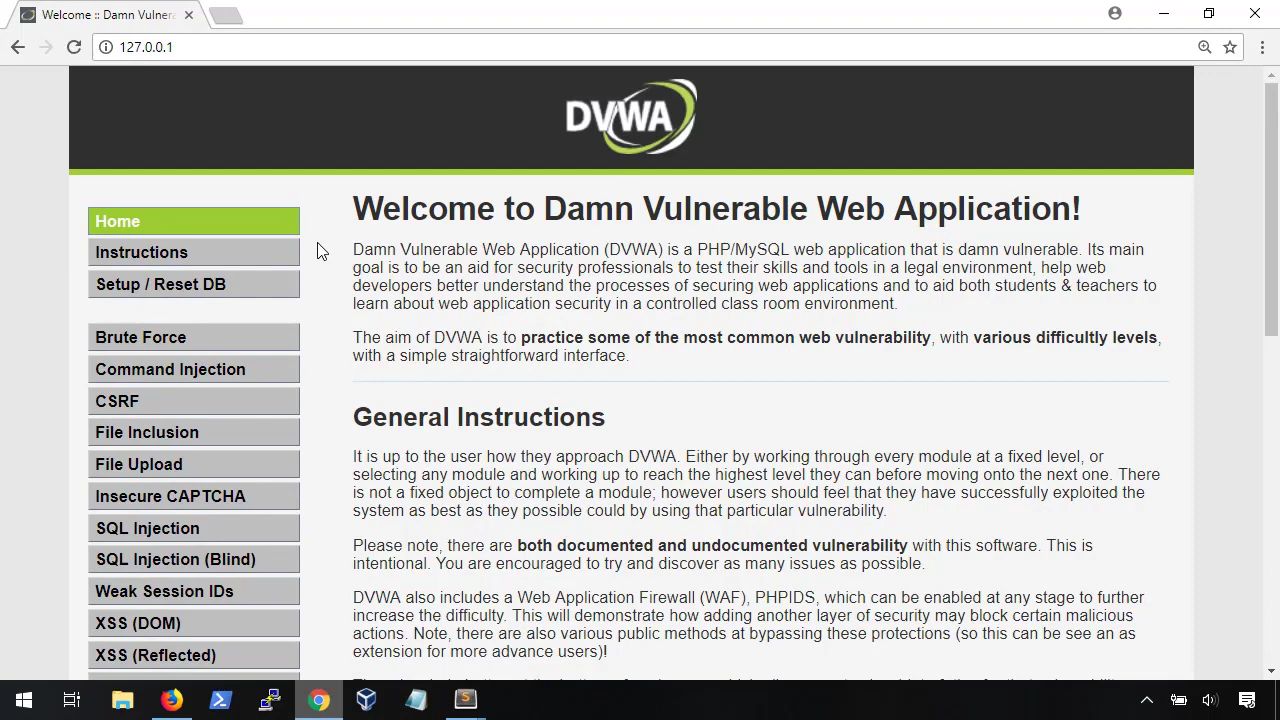 Welcome :: Damn Vulnera
127.0.0.1
DVWA
Home
Instructions
Setup / Reset DB
Brute Force
Command Injection
CSRF
File Inclusion
File Upload
Insecure CAPTCHA
SQL Injection
SQL Injection (Blind)
Weak Session IDs
XSS (DOM)
XSS (Reflected)
Welcome to Damn Vulnerable Web Application!
Damn Vulnerable Web Application (DVWA) is a PHP/MySQL web application that is damn vulnerable. Its main
goal is to be an aid for security professionals to test their skills and tools in a legal environment, help web
developers better understand the processes of securing web applications and to aid both students & teachers to
learn about web application security in a controlled class room environment.
The aim of DVWA is to practice some of the most common web vulnerability, with various difficultly levels,
with a simple straightforward interface.
General Instructions
It is up to the user how they approach DVWA. Either by working through every module at a fixed level, or
selecting any module and working up to reach the highest level they can before moving onto the next one. There
is not a fixed object to complete a module; however users should feel that they have successfully exploited the
system as best as they possible could by using that particular vulnerability.
Please note, there are both documented and undocumented vulnerability with this software. This is
intentional. You are encouraged to try and discover as many issues as possible.
DVWA also includes a Web Application Firewall (WAF), PHPIDS, which can be enabled at any stage to further
increase the difficulty. This will demonstrate how adding another layer of security may block certain malicious
actions. Note, there are also various public methods at bypassing these protections (so this can be see an as
extension for more advance users)!